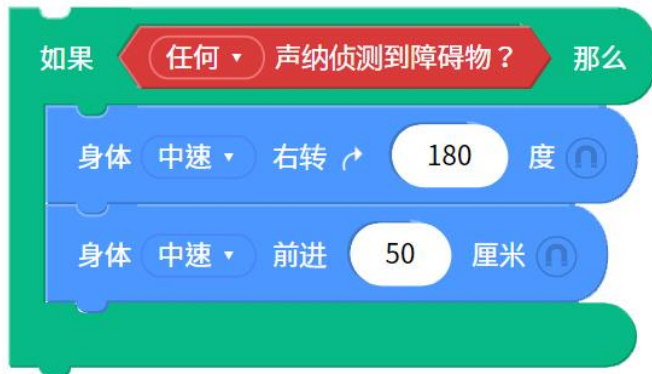 如果 任何 声纳侦测到障碍物？ 那么
身体 中速 右转 180 度
身体 中速 前进 50 厘米